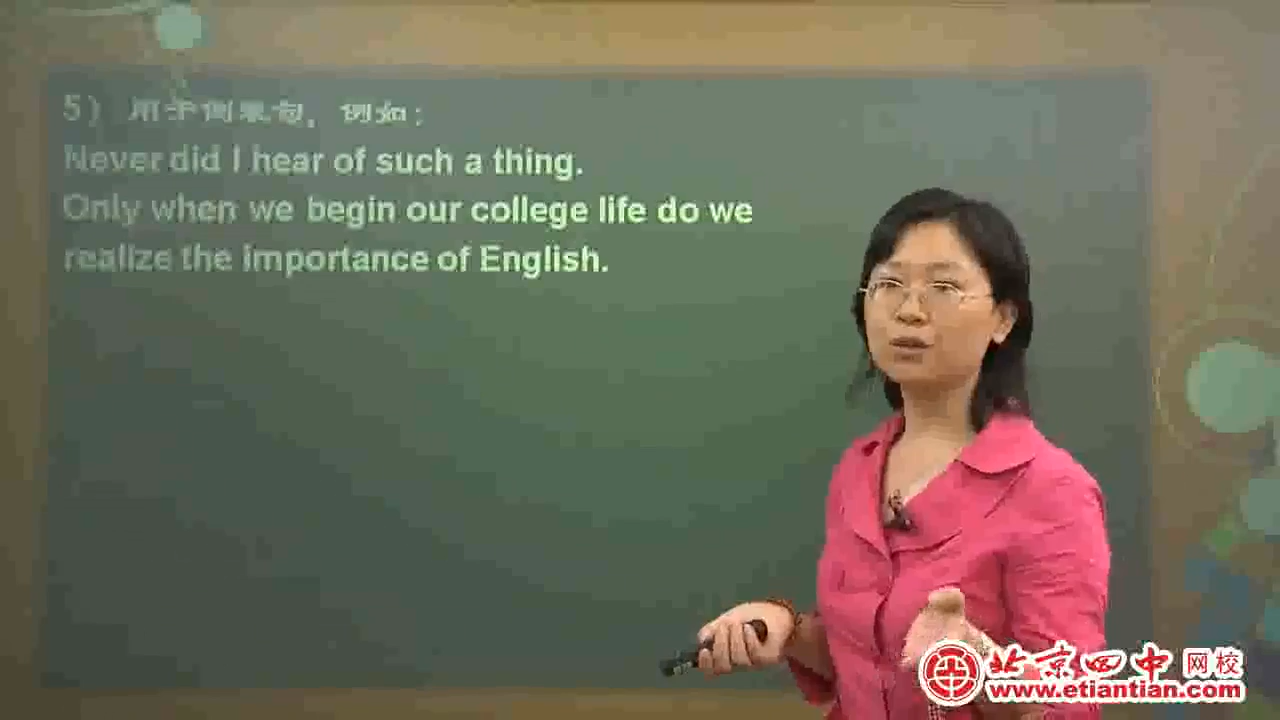 5） 用于倒装句，例如：
Never did I hear of such a thing.
Only when we begin our college life do we
realize the importance of English.
北京四中网校
www.etiantian.com